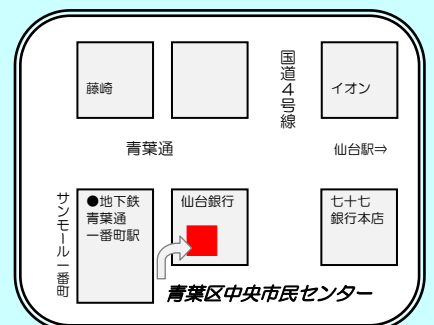 藤崎
国道４号線
イオン
青葉通
仙台駅⇒
サンモール一番町
●地下鉄
青葉通
一番町駅
仙台銀行
七十七
銀行本店
青葉区中央市民センター